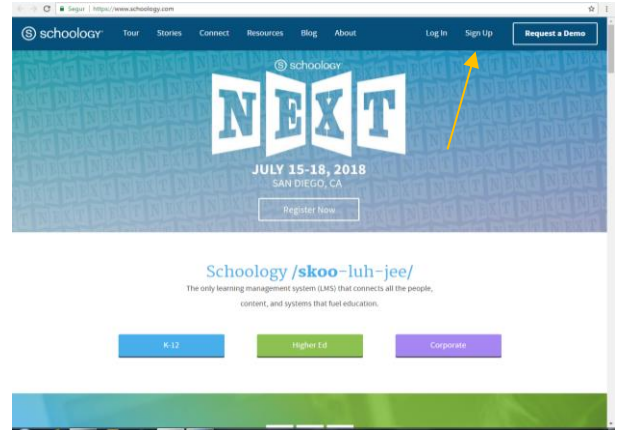 Segur | https://www.schoology.com
S schoology Tour Stories Connect Resources Blog About Log In Sign Up Request a Demo
S schoology
NEXT
JULY 15-18, 2018
SAN DIEGO, CA
Register Now
Schoology /skoo-luh-jee/
The only learning management system (LMS) that connects all the people,
content, and systems that fuel education.
K-12 Higher Ed Corporate